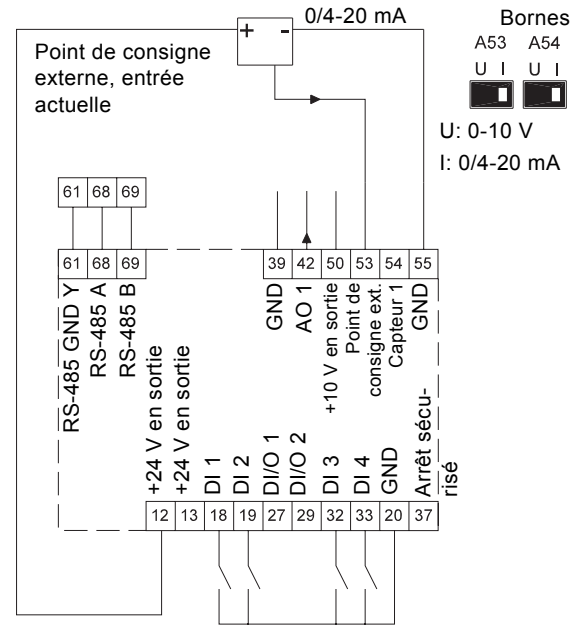 0/4-20 mA
+ -
Point de consigne
externe, entrée
actuelle
Bornes
A53 A54
U I U I
U: 0-10 V
I: 0/4-20 mA
61 68 69
61 68 69
39 42 50 53 54 55
RS-485 GND Y
RS-485 A
RS-485 B
GND
AO 1
+10 V en sortie
Point de
consigne ext.
Capteur 1
GND
+24 V en sortie
+24 V en sortie
DI 1
DI 2
DI/O 1
DI/O 2
DI 3
DI 4
GND
Arrêt sécu-
risé
12 13 18 19 27 29 32 33 20 37